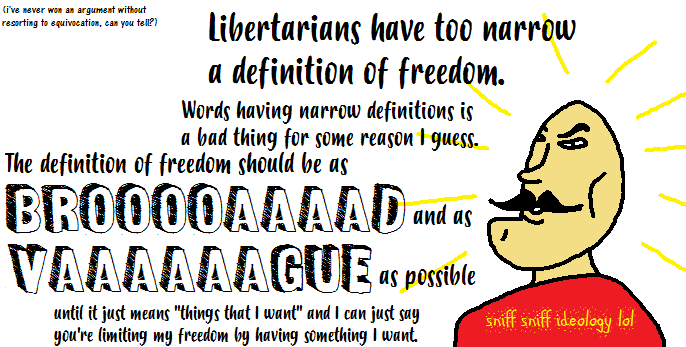 (i've never won an argument without
resorting to equivocation, can you tell?)
Libertarians have too narrow
a definition of freedom.
Words having narrow definitions is
a bad thing for some reason I guess.
The definition of freedom should be as
BROOOOAAAAD and as
VAAAAAAGUE as possible
until it just means "things that I want" and I can just say
you're limiting my freedom by having something I want.
sniff sniff ideology lol